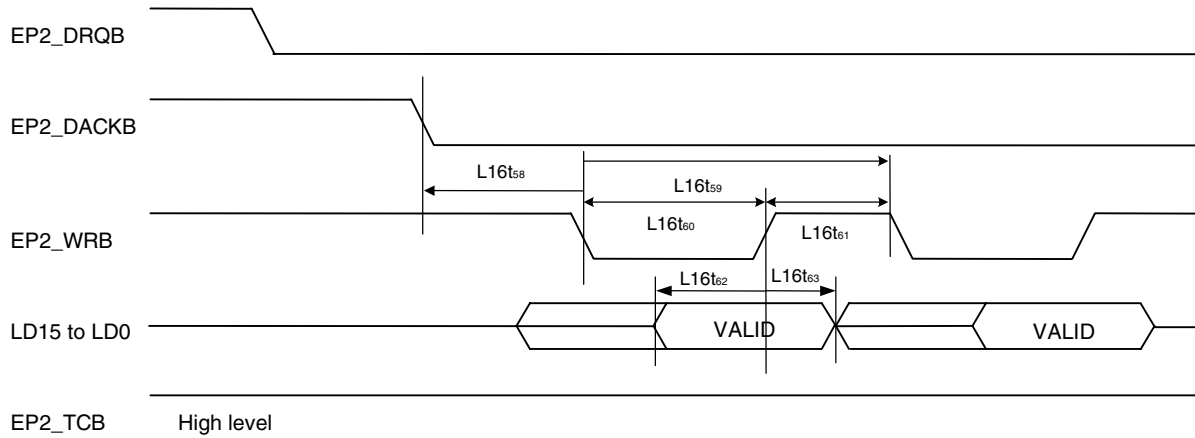 EP2_DRQB
EP2_DACKB
L16t58
L16t59
EP2_WRB
L16t60
L16t61
L16t62
L16t63
LD15 to LD0
VALID
VALID
EP2_TCB
High level